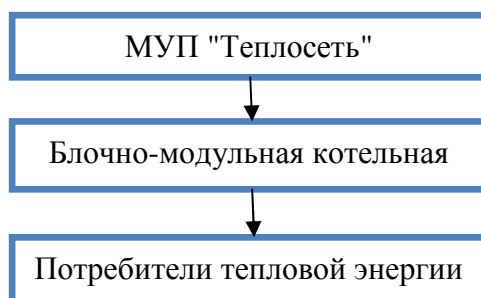 МУП "Теплосеть"
Блочно-модульная котельная
Потребители тепловой энергии